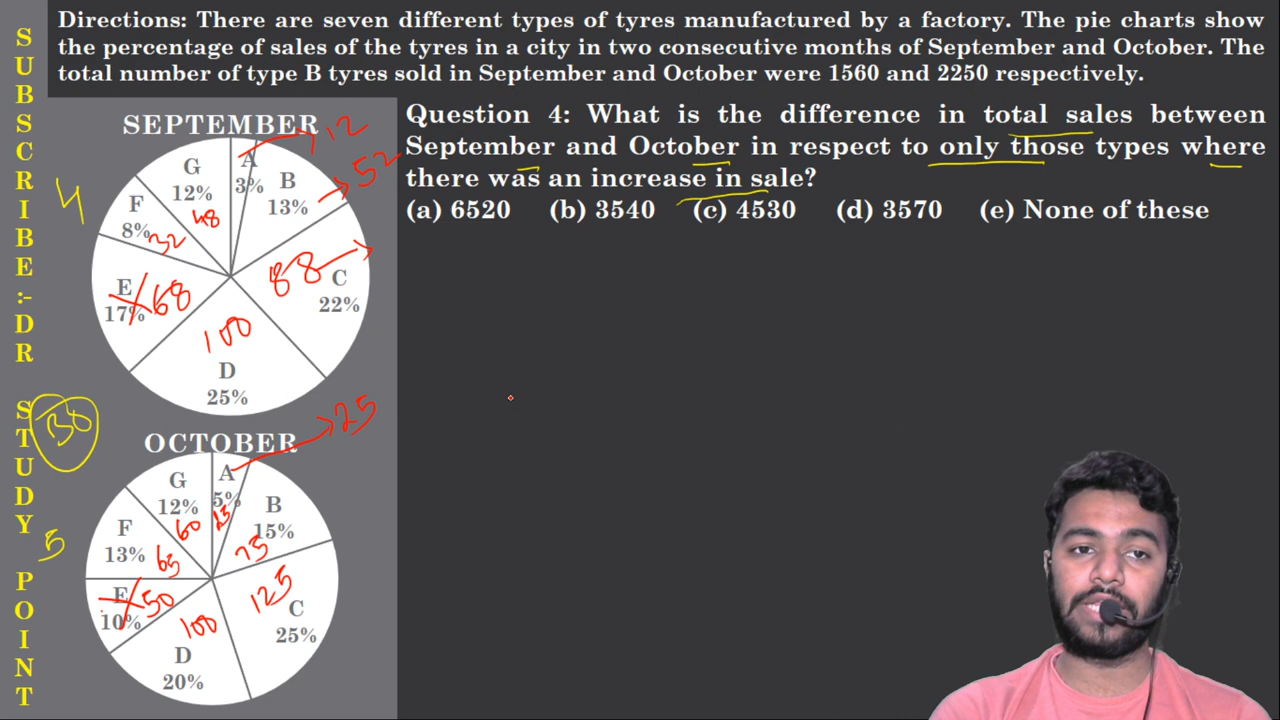 SUBSCRIBE:-DR STUDY POINT
Directions: There are seven different types of tyres manufactured by a factory. The pie charts show
the percentage of sales of the tyres in a city in two consecutive months of September and October. The
total number of type B tyres sold in September and October were 1560 and 2250 respectively.
SEPTEMBER
A
3%
12
B
13%
52
C
22%
88
D
25%
100
E
17%
68
F
8%
32
G
12%
48
4
30
OCTOBER
A
5%
25
25
B
15%
75
C
25%
125
D
20%
100
E
10%
50
F
13%
65
G
12%
60
5
Question 4: What is the difference in total sales between
September and October in respect to only those types where
there was an increase in sale?
(a) 6520 (b) 3540 (c) 4530 (d) 3570 (e) None of these